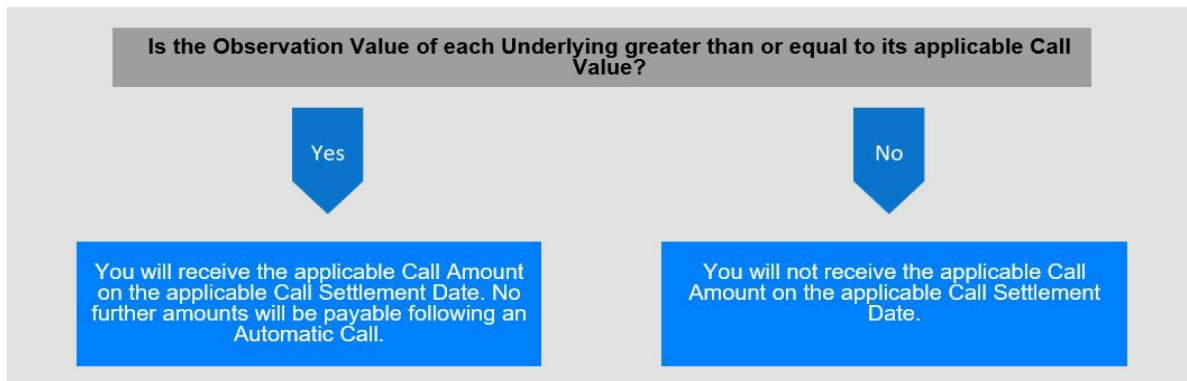 Is the Observation Value of each Underlying greater than or equal to its applicable Call
Value?
Yes
No
You will receive the applicable Call Amount
on the applicable Call Settlement Date. No
further amounts will be payable following an
Automatic Call.
You will not receive the applicable Call
Amount on the applicable Call Settlement
Date.